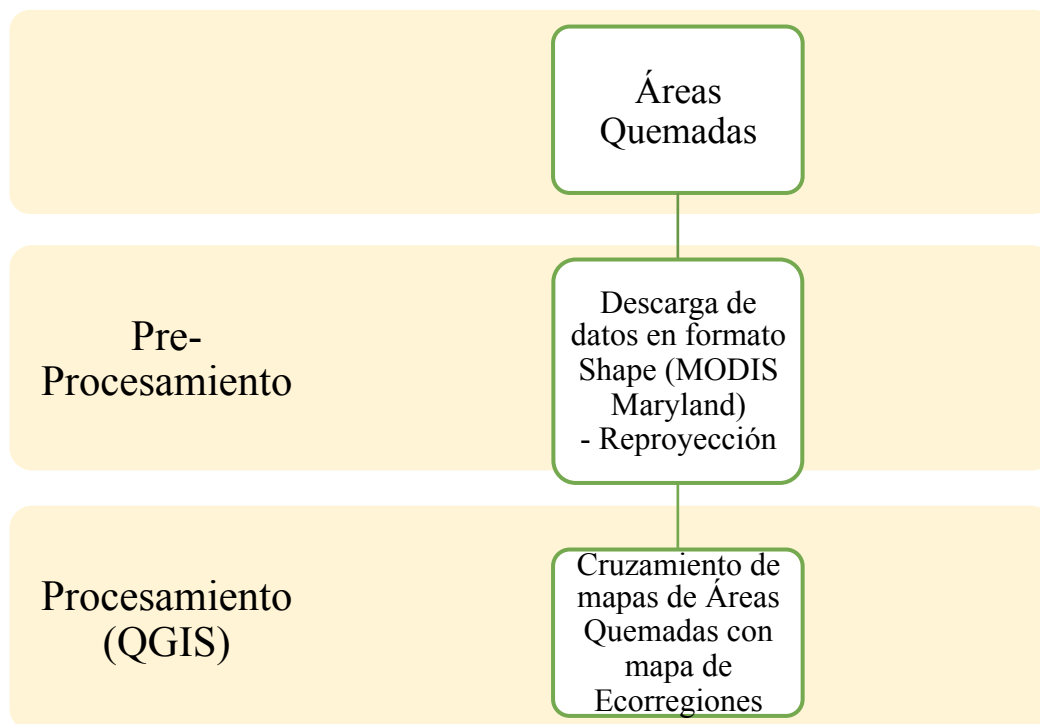 Áreas
Quemadas
Pre-
Procesamiento
Descarga de
datos en formato
Shape (MODIS
Maryland)
- Reproyección
Procesamiento
(QGIS)
Cruzamiento de
mapas de Áreas
Quemadas con
mapa de
Ecorregiones